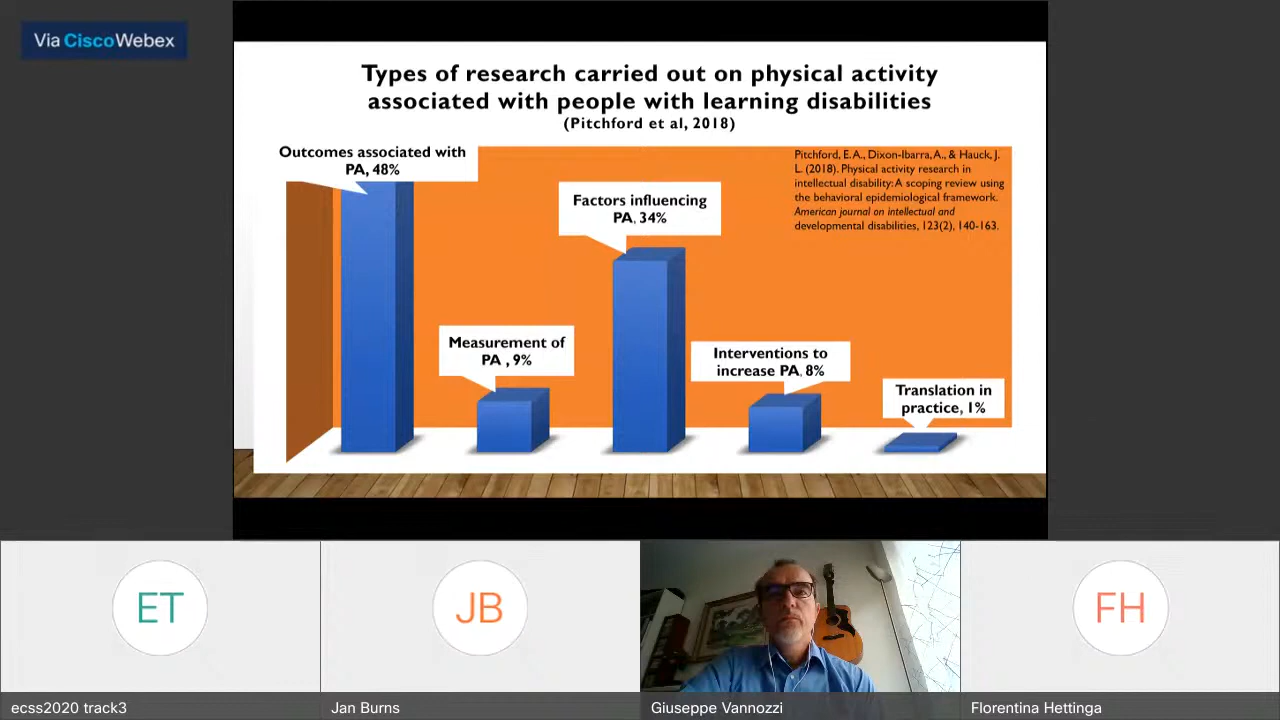 Via CiscoWebex
Types of research carried out on physical activity
associated with people with learning disabilities
(Pitchford et al, 2018)
Outcomes associated with
PA, 48%
Measurement of
PA , 9%
Factors influencing
PA, 34%
Interventions to
increase PA, 8%
Translation in
practice, 1%
Pitchford, E.A., Dixon-Ibarra, A., & Hauck, J.
L. (2018). Physical activity research in
intellectual disability: A scoping review using
the behavioral epidemiological framework.
American journal on intellectual and
developmental disabilities, 123(2), 140-163.
ET
JB
FH
ecss2020 track3
Jan Burns
Giuseppe Vannozzi
Florentina Hettinga